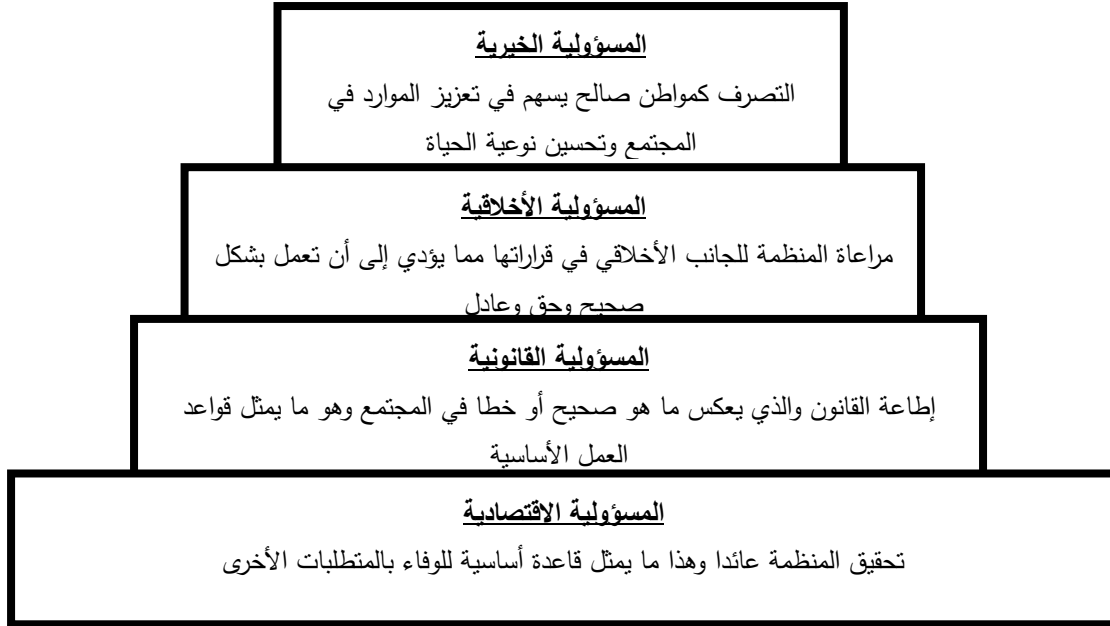 المسؤولية الخيرية
التصرف كمواطن صالح يسهم في تعزيز الموارد في
المجتمع وتحسين نوعية الحياة
المسؤولية الأخلاقية
مراعاة المنظمة للجانب الأخلاقي في قراراتها مما يؤدي إلى أن تعمل بشكل
صحيح وحق وعادل
المسؤولية القانونية
إطاعة القانون والذي يعكس ما هو صحيح أو خطا في المجتمع وهو ما يمثل قواعد
العمل الأساسية
المسؤولية الاقتصادية
تحقيق المنظمة عائدا وهذا ما يمثل قاعدة أساسية للوفاء بالمتطلبات الأخرى